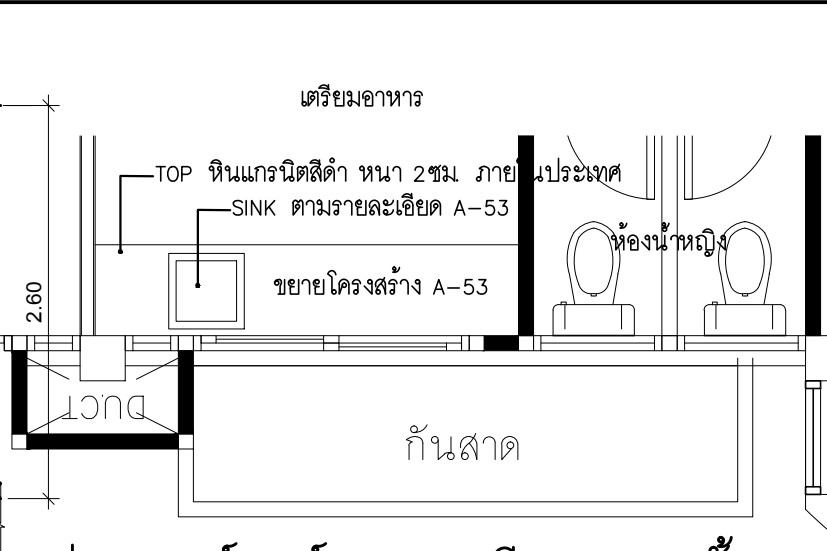 เตรียมอาหาร
TOP หินแกรนิตสีดำ หนา 2ซม. ภายในประเทศ
SINK ตามรายละเอียด A-53
ห้องน้ำหญิง
ขยายโครงสร้าง A-53
2.60
DUCT
กันสาด